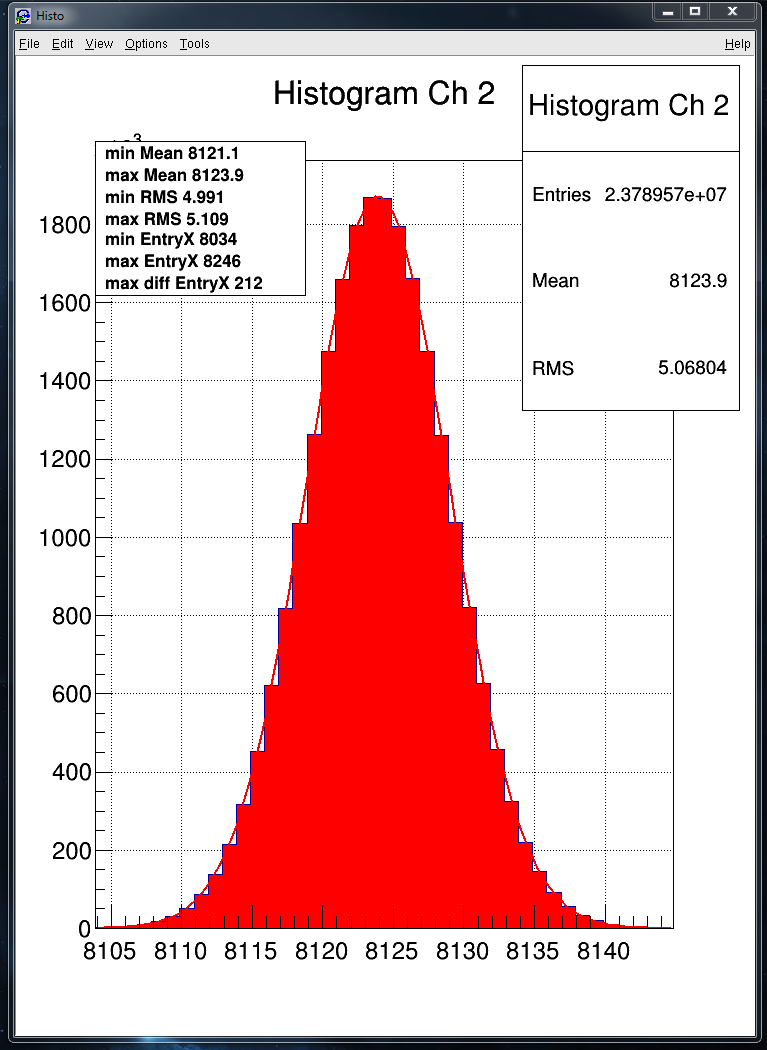 Histo
File Edit View Options Tools Help
Histogram Ch 2
Histogram Ch 2
Entries 2.378957e+07
Mean 8123.9
RMS 5.06804
min Mean 8121.1
max Mean 8123.9
min RMS 4.991
max RMS 5.109
min EntryX 8034
max EntryX 8246
max diff EntryX 212
1800
1600
1400
1200
1000
800
600
400
200
0
8105 8110 8115 8120 8125 8130 8135 8140